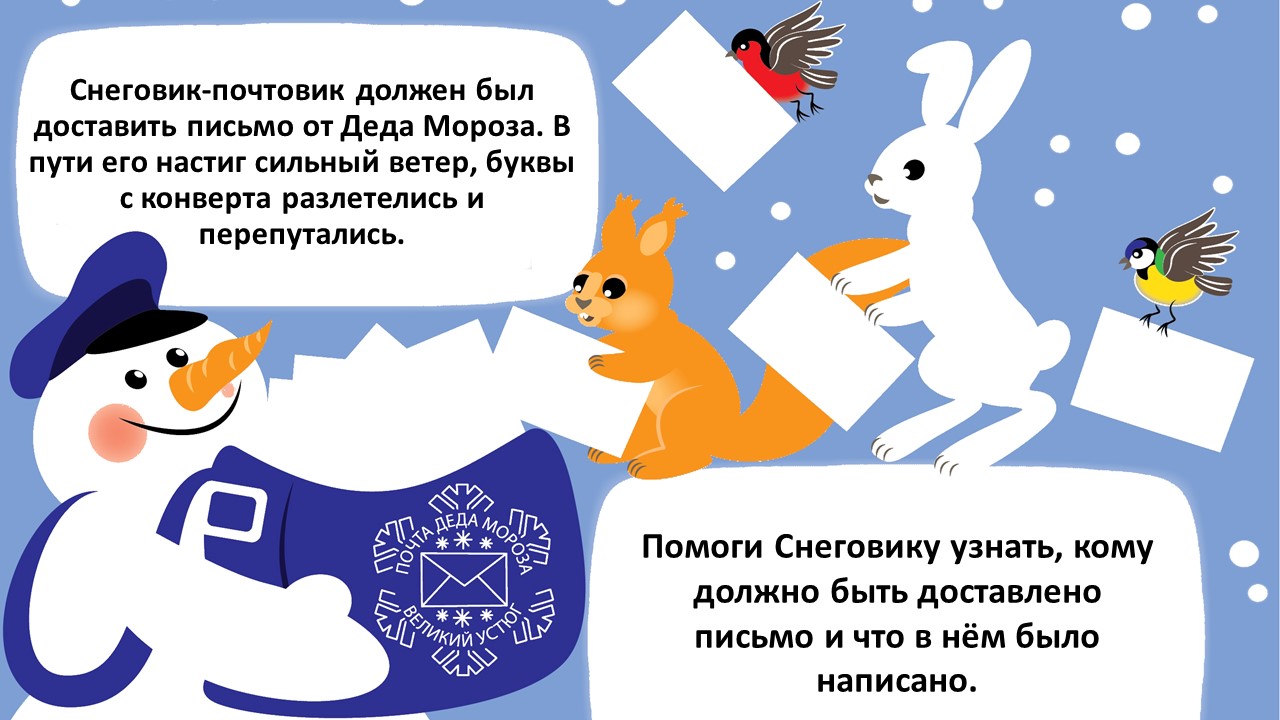 Снеговик-почтовик должен был
доставить письмо от Деда Мороза. В
пути его настиг сильный ветер, буквы
с конверта разлетелись и
перепутались.
ПОЧТА ДЕДА МОРОЗА
ВЕЛИКИЙ УСТЮГ
Помоги Снеговику узнать, кому
должно быть доставлено
письмо и что в нём было
написано.